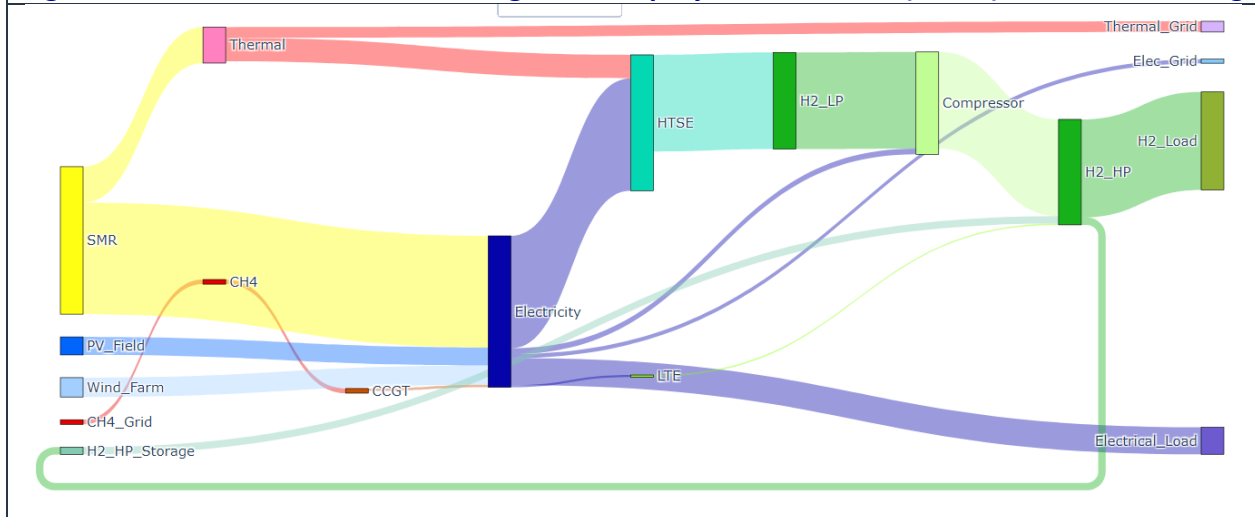 Thermal_Grid
Thermal
Elec_Grid
H2_LP
Compressor
HTSE
H2_Load
H2_HP
SMR
CH4
Electricity
PV_Field
LTE
Wind_Farm
CCGT
CH4_Grid
Electrical_Load
H2_HP_Storage